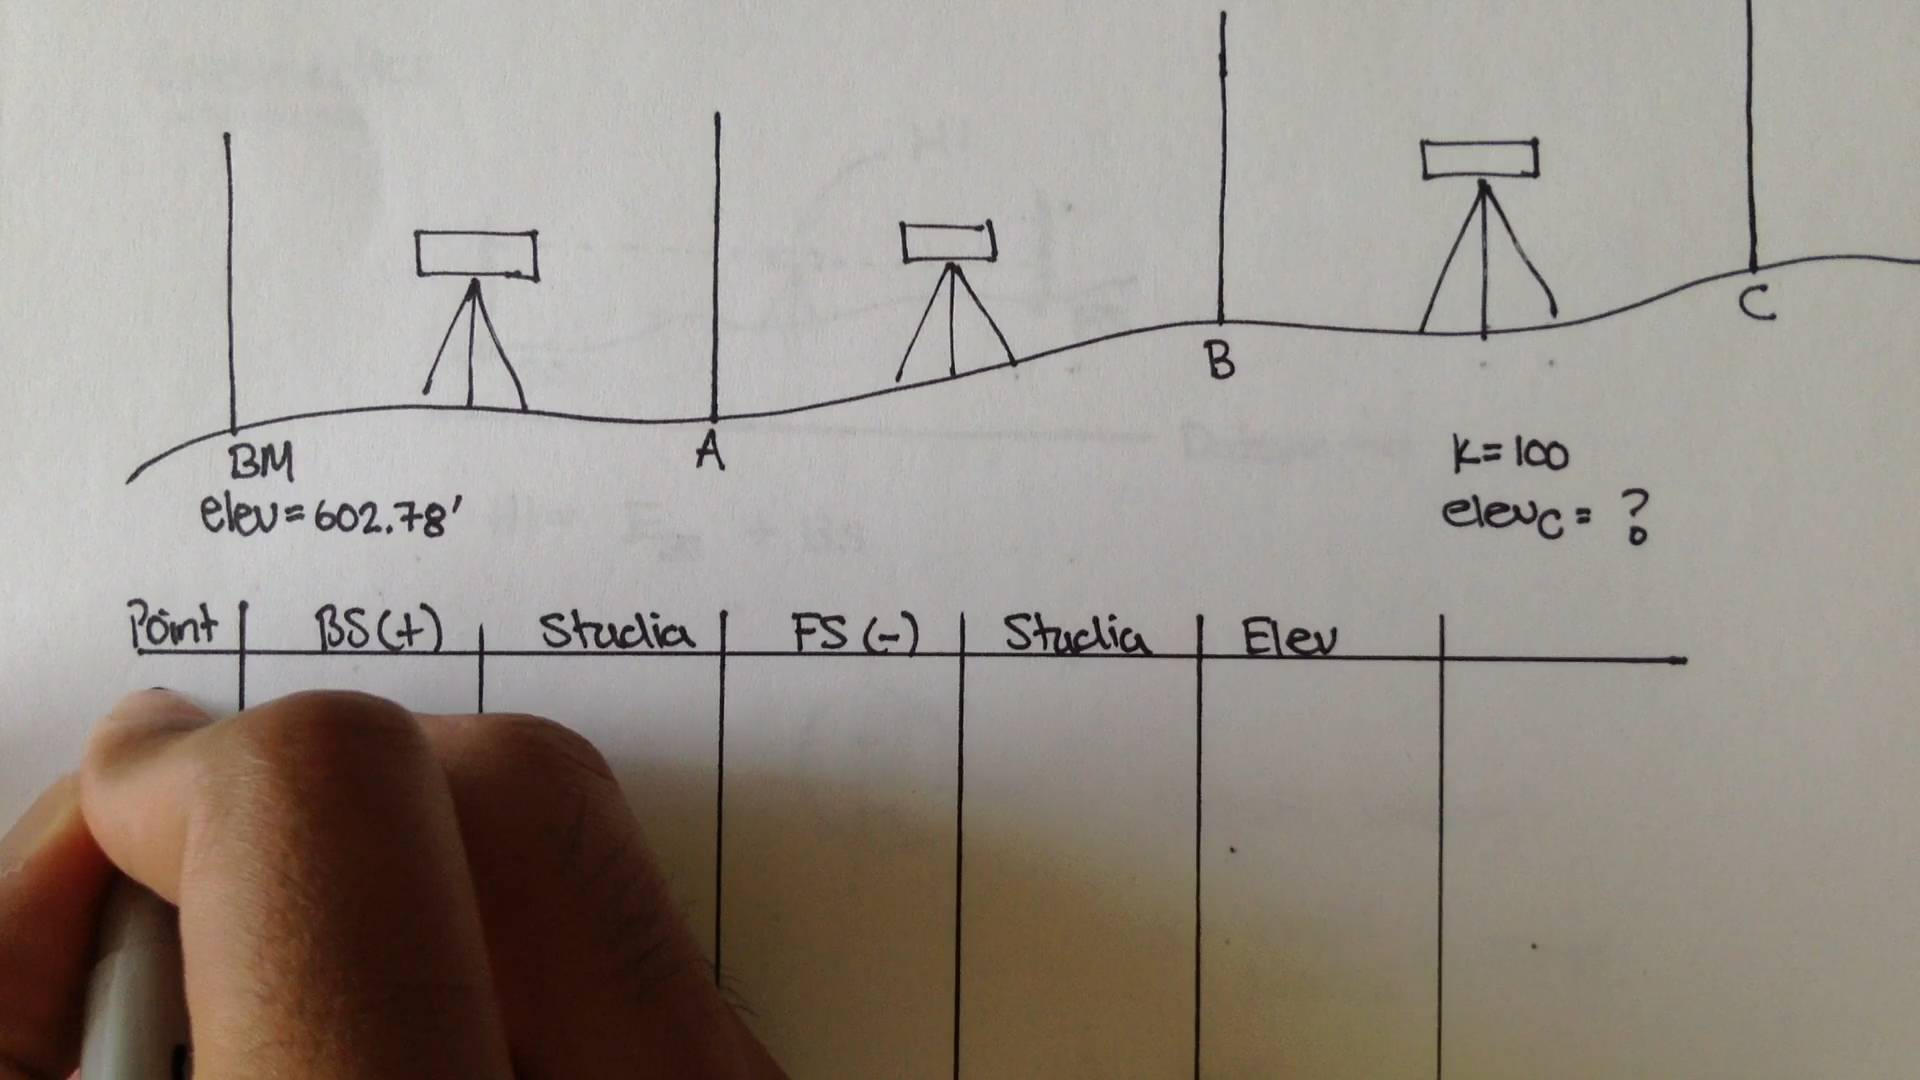 BM
A
B
C
elev=602.78'
K=100
elevC= ?
Point BS(+) Stadia FS(-) Stadia Elev